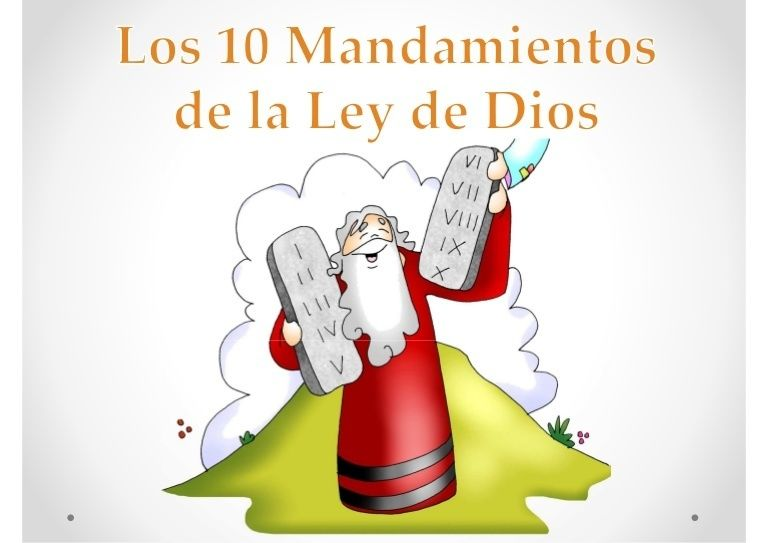 Los 10 Mandamientos
de la Ley de Dios
I
II
III
IV
V
VI
VII
VIII
IX
X